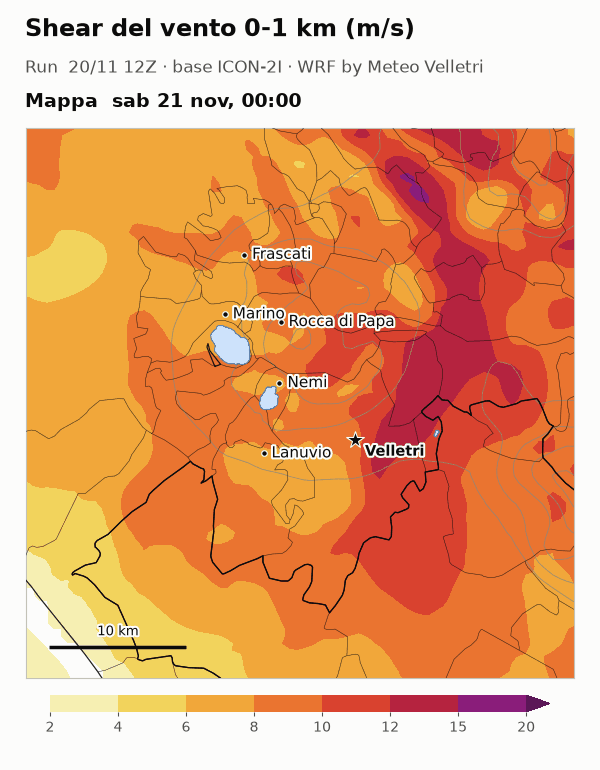 Shear del vento 0-1 km (m/s)
Run  20/11 12Z · base ICON-2I · WRF by Meteo Velletri
Mappa  sab 21 nov, 00:00
Frascati
Marino
Rocca di Papa
Nemi
Velletri
Lanuvio
10 km
2 4 6 8 10 12 15 20